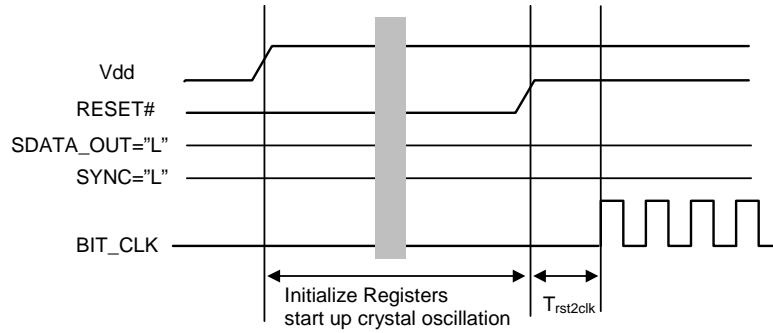 Vdd
RESET#
SDATA_OUT=”L”
SYNC=”L”
BIT_CLK
Initialize Registers
start up crystal oscillation
Trst2clk